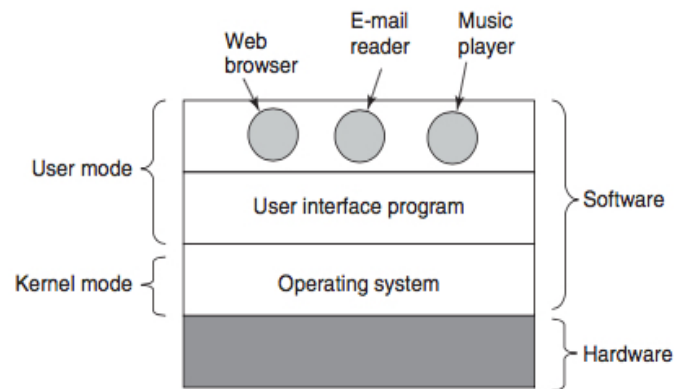 Web
browser
E-mail
reader
Music
player
User mode
User interface program
Software
Kernel mode
Operating system
Hardware